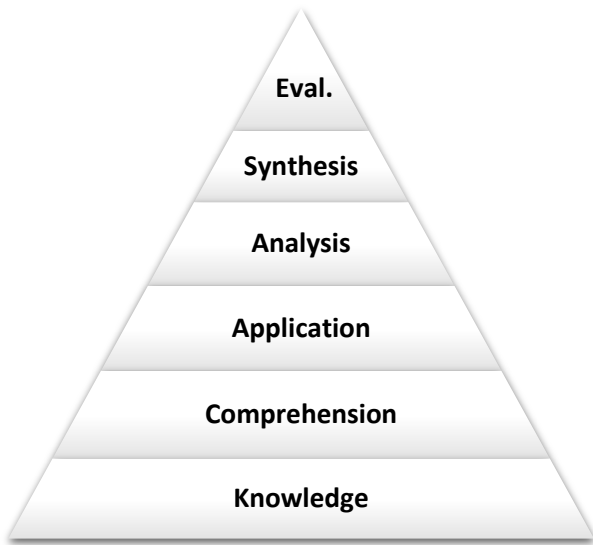 Eval.
Synthesis
Analysis
Application
Comprehension
Knowledge